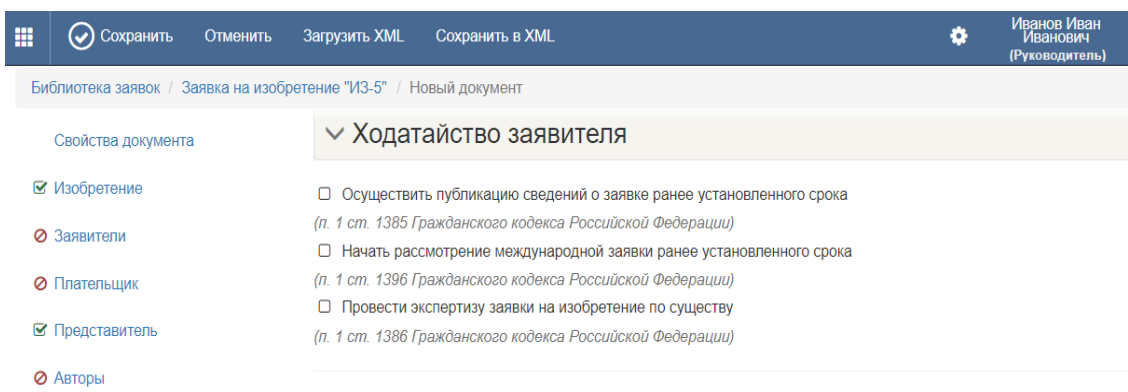 Сохранить Отменить Загрузить XML Сохранить в XML Иванов Иван
Иванович
(Руководитель)
Библиотека заявок / Заявка на изобретение "ИЗ-5" / Новый документ
Свойства документа
Изобретение
Заявители
Плательщик
Представитель
Авторы
Ходатайство заявителя
Осуществить публикацию сведений о заявке ранее установленного срока
(п. 1 ст. 1385 Гражданского кодекса Российской Федерации)
Начать рассмотрение международной заявки ранее установленного срока
(п. 1 ст. 1396 Гражданского кодекса Российской Федерации)
Провести экспертизу заявки на изобретение по существу
(п. 1 ст. 1386 Гражданского кодекса Российской Федерации)